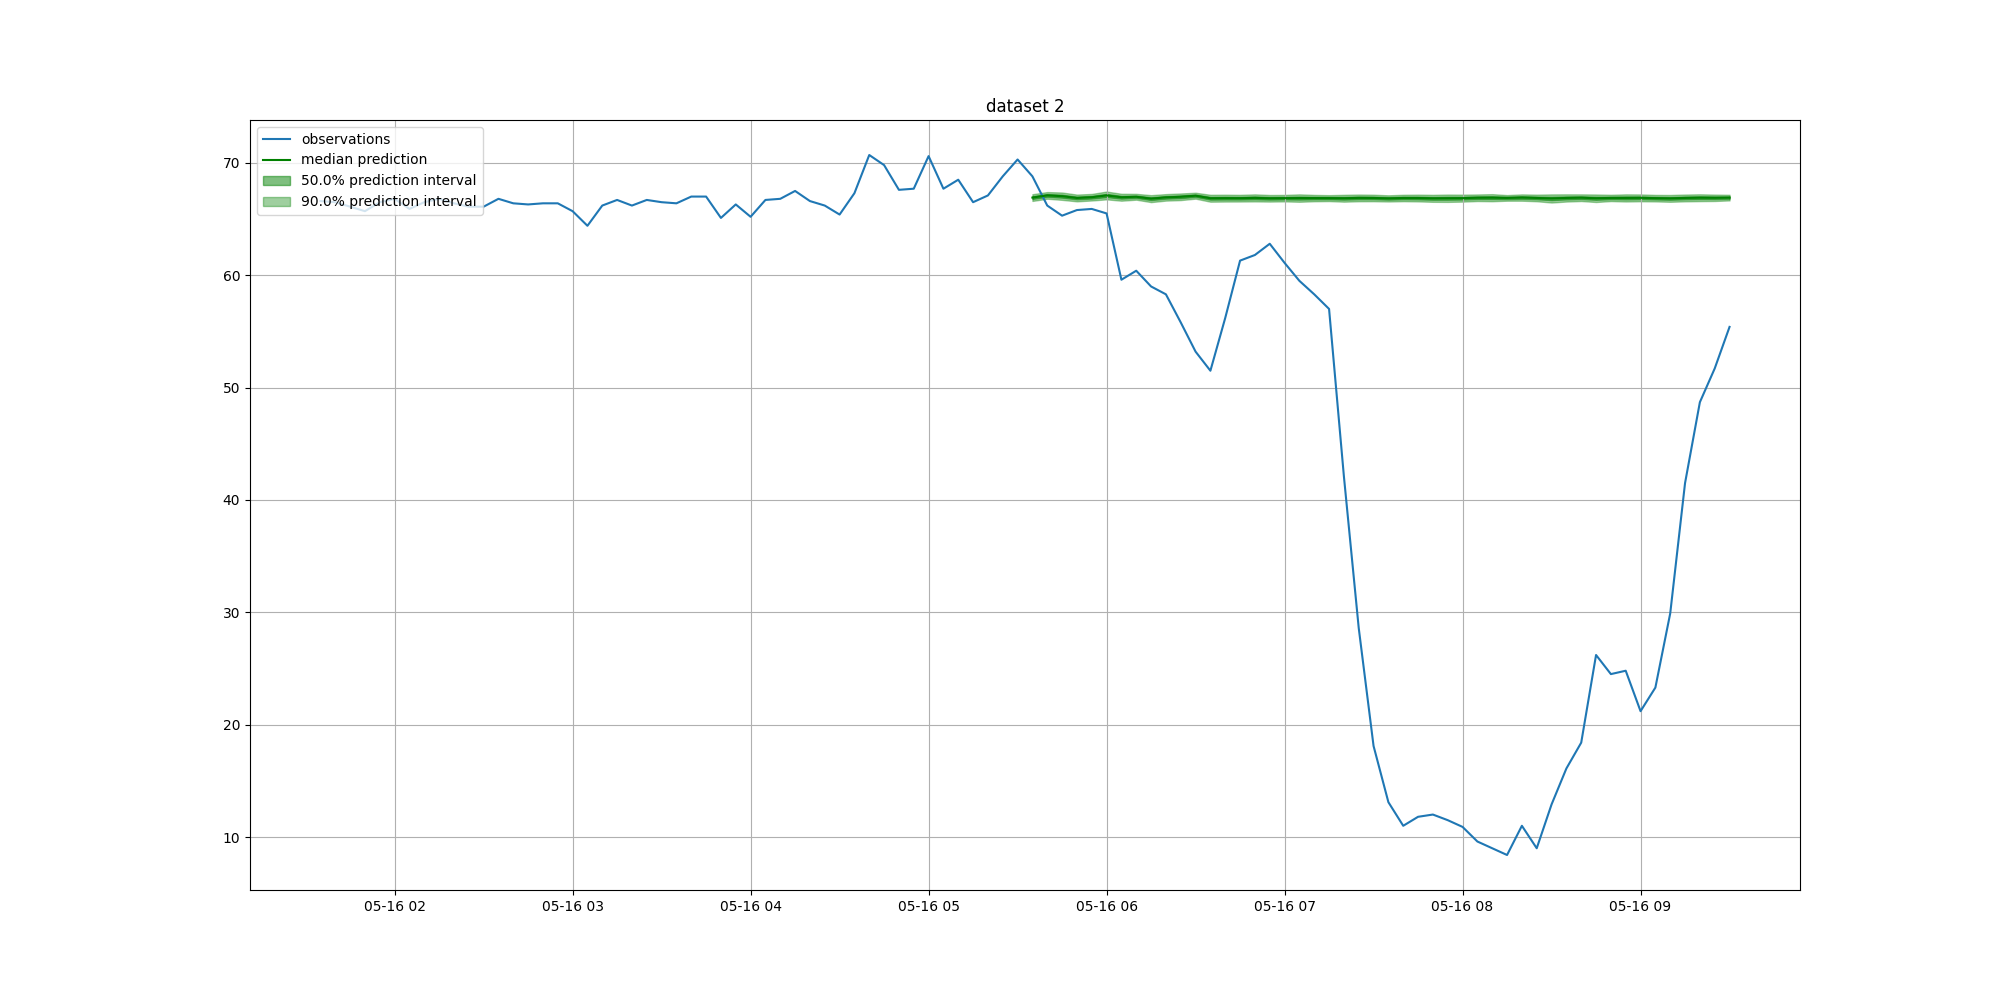 dataset 2
observations
median prediction
50.0% prediction interval
90.0% prediction interval
70
60
50
40
30
20
10
05-16 02 05-16 03 05-16 04 05-16 05 05-16 06 05-16 07 05-16 08 05-16 09